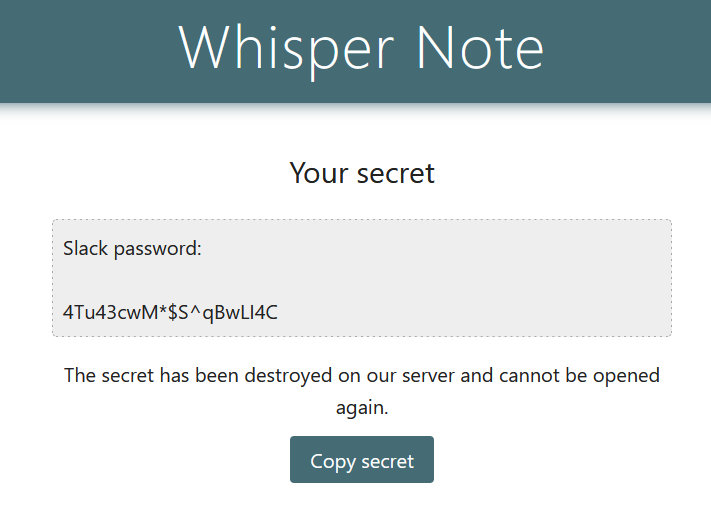 Whisper Note
Your secret
Slack password:
4Tu43cwM*$S^qBwLI4C
The secret has been destroyed on our server and cannot be opened
again.
Copy secret